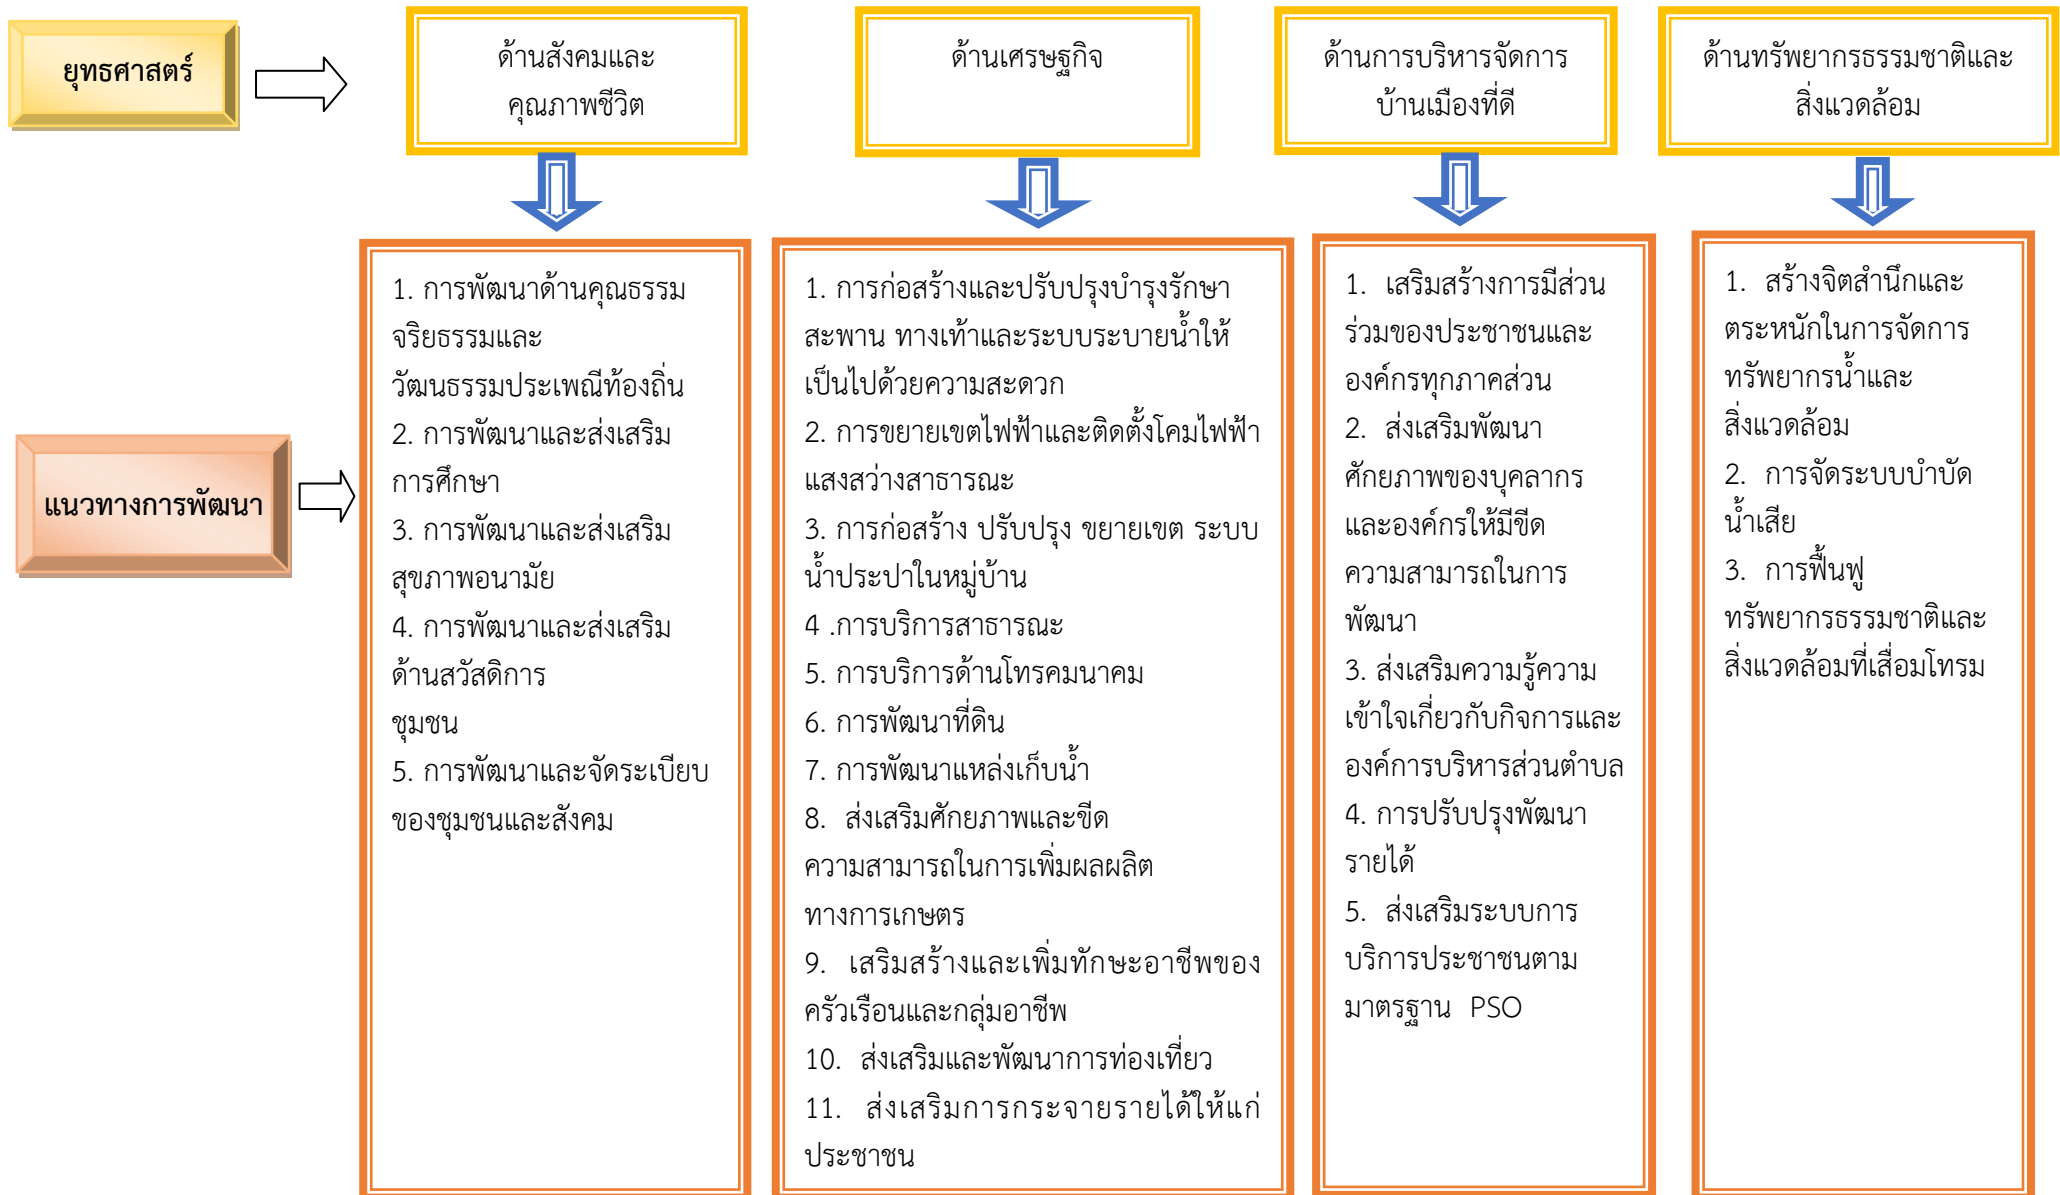 ยุทธศาสตร์
ด้านสังคมและ
คุณภาพชีวิต
ด้านเศรษฐกิจ
ด้านการบริหารจัดการ
บ้านเมืองที่ดี
ด้านทรัพยากรธรรมชาติและ
สิ่งแวดล้อม
แนวทางการพัฒนา
1. การพัฒนาด้านคุณธรรม
จริยธรรมและ
วัฒนธรรมประเพณีท้องถิ่น
2. การพัฒนาและส่งเสริม
การศึกษา
3. การพัฒนาและส่งเสริม
สุขภาพอนามัย
4. การพัฒนาและส่งเสริม
ด้านสวัสดิการ
ชุมชน
5. การพัฒนาและจัดระเบียบ
ของชุมชนและสังคม
1. การก่อสร้างและปรับปรุงบำรุงรักษา
สะพาน ทางเท้าและระบบระบายน้ำให้
เป็นไปด้วยความสะดวก
2. การขยายเขตไฟฟ้าและติดตั้งโคมไฟฟ้า
แสงสว่างสาธารณะ
3. การก่อสร้าง ปรับปรุง ขยายเขต ระบบ
น้ำประปาในหมู่บ้าน
4 .การบริการสาธารณะ
5. การบริการด้านโทรคมนาคม
6. การพัฒนาที่ดิน
7. การพัฒนาแหล่งเก็บน้ำ
8. ส่งเสริมศักยภาพและขีด
ความสามารถในการเพิ่มผลผลิต
ทางการเกษตร
9. เสริมสร้างและเพิ่มทักษะอาชีพของ
ครัวเรือนและกลุ่มอาชีพ
10. ส่งเสริมและพัฒนาการท่องเที่ยว
11. ส่งเสริมการกระจายรายได้ให้แก่
ประชาชน
1. เสริมสร้างการมีส่วน
ร่วมของประชาชนและ
องค์กรทุกภาคส่วน
2. ส่งเสริมพัฒนา
ศักยภาพของบุคลากร
และองค์กรให้มีขีด
ความสามารถในการ
พัฒนา
3. ส่งเสริมความรู้ความ
เข้าใจเกี่ยวกับกิจการและ
องค์การบริหารส่วนตำบล
4. การปรับปรุงพัฒนา
รายได้
5. ส่งเสริมระบบการ
บริการประชาชนตาม
มาตรฐาน PSO
1. สร้างจิตสำนึกและ
ตระหนักในการจัดการ
ทรัพยากรน้ำและ
สิ่งแวดล้อม
2. การจัดระบบบำบัด
น้ำเสีย
3. การฟื้นฟู
ทรัพยากรธรรมชาติและ
สิ่งแวดล้อมที่เสื่อมโทรม